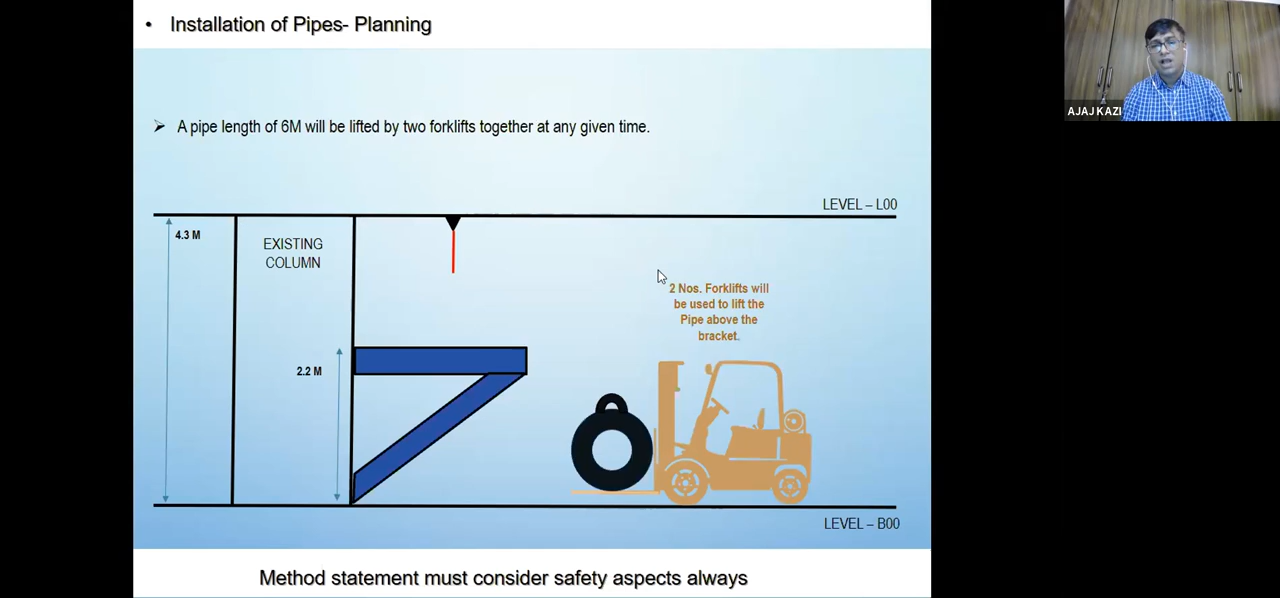 • Installation of Pipes- Planning
➢ A pipe length of 6M will be lifted by two forklifts together at any given time.
LEVEL – L00
4.3 M
EXISTING
COLUMN
2 Nos. Forklifts will
be used to lift the
Pipe above the
bracket.
2.2 M
LEVEL – B00
Method statement must consider safety aspects always
AJAJ KAZI